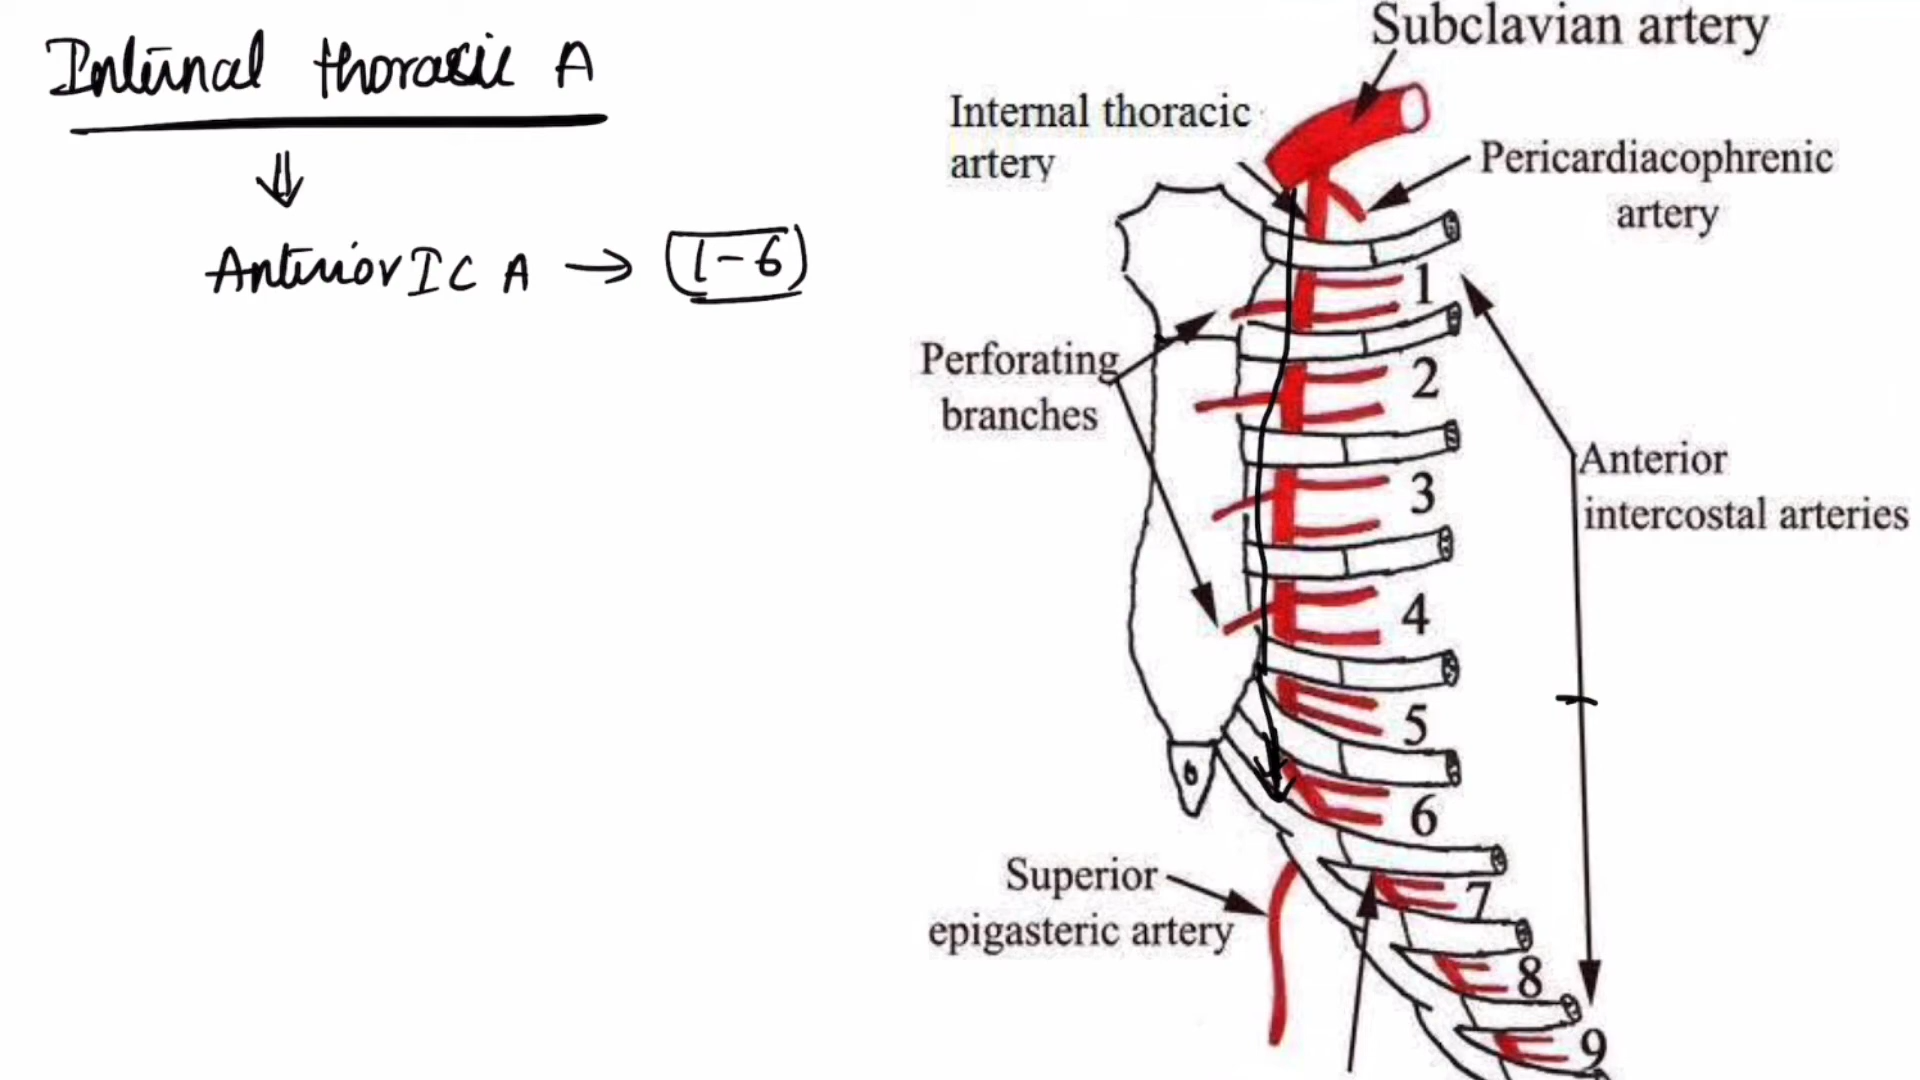 Internal thoracic A
Anterior I C A → (1-6)
Subclavian artery
Internal thoracic
artery
Pericardiacophrenic
artery
1
Perforating
branches
2
Anterior
intercostal arteries
3
4
5
6
Superior
epigasteric artery
7
8
9